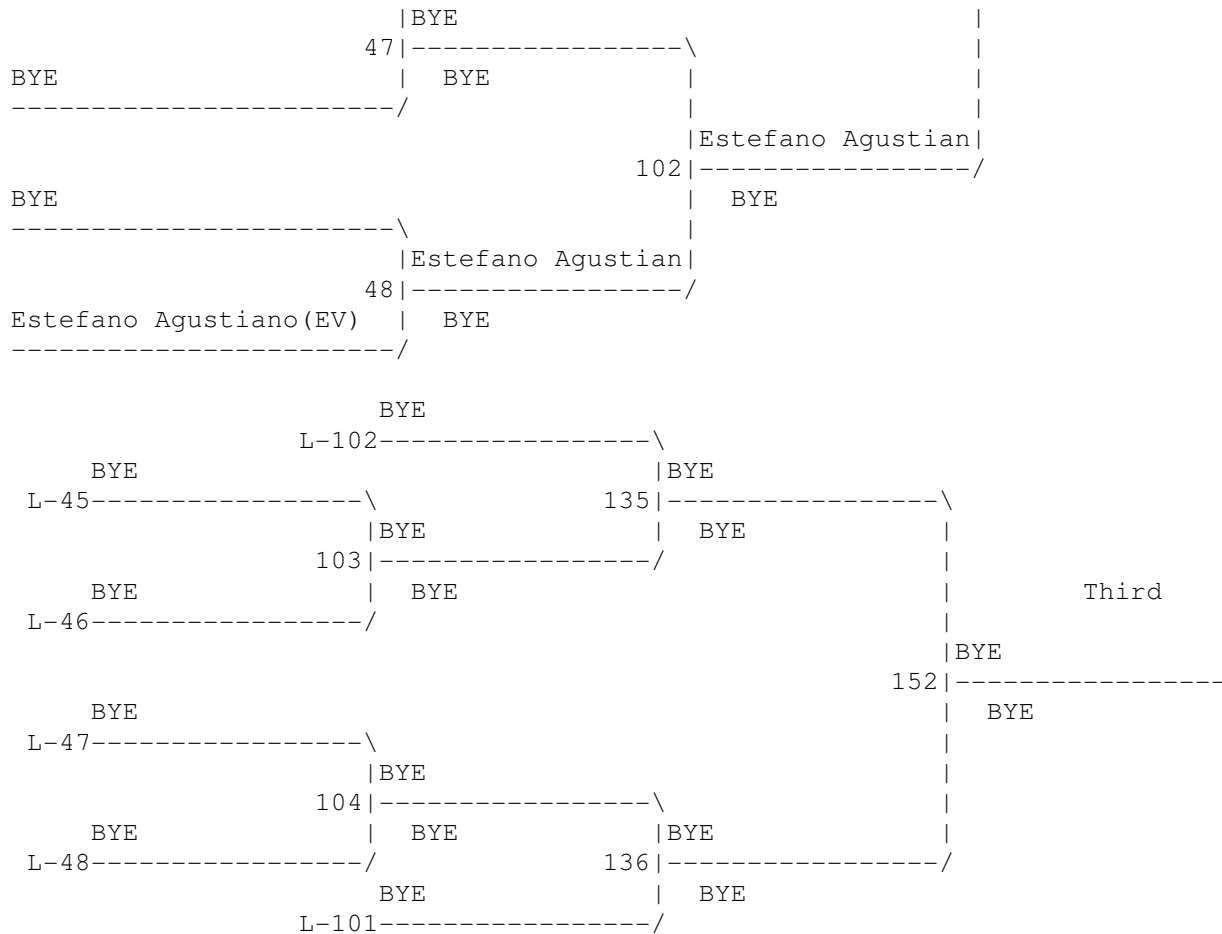 |BYE |
47|-----------------\ |
BYE | BYE | |
------------------------/ | |
|Estefano Agustian|
102|-----------------/
BYE | BYE
------------------------\ |
|Estefano Agustian|
48|-----------------/
Estefano Agustiano(EV) | BYE
------------------------/
BYE
L-102-----------------\
BYE |BYE
L-45-----------------\ 135|-----------------\
|BYE | BYE |
103|-----------------/ |
BYE | BYE | Third
L-46-----------------/ |
|BYE
152|-----------------
BYE | BYE
L-47-----------------\ |
|BYE |
104|-----------------\ |
BYE | BYE |BYE |
L-48-----------------/ 136|-----------------/
BYE | BYE
L-101-----------------/